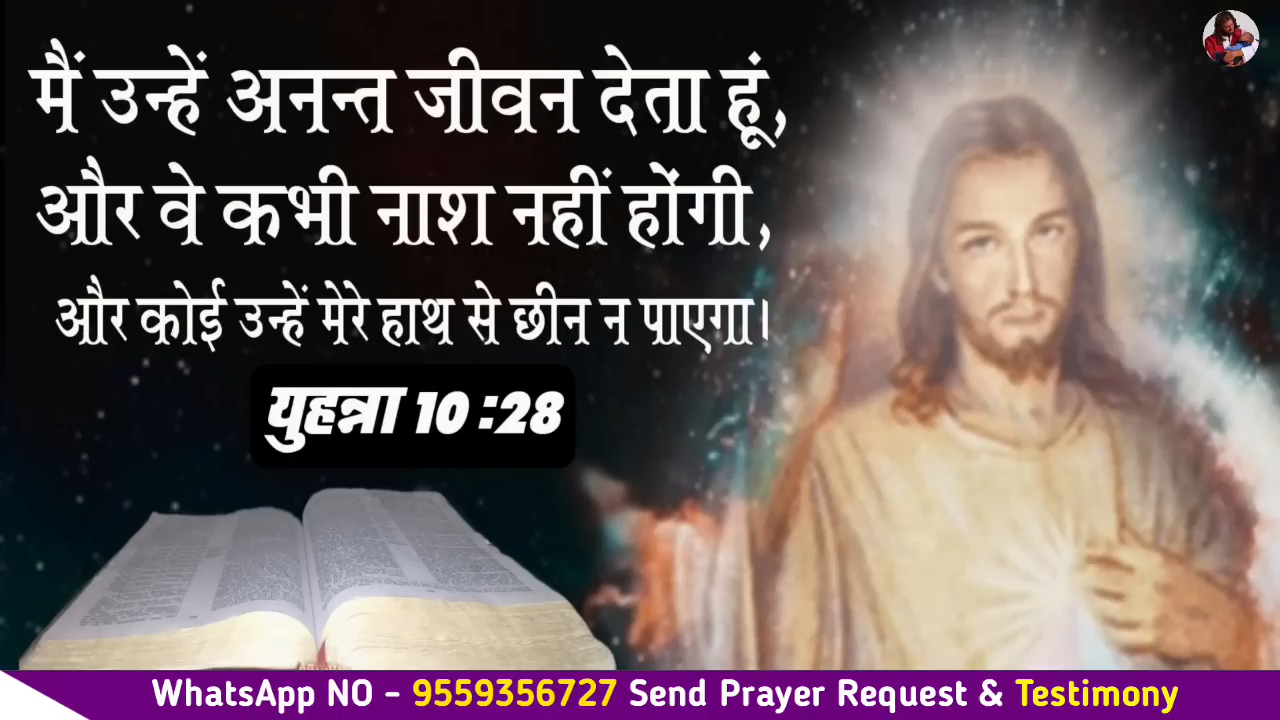 मैं उन्हें अनन्त जीवन देता हूं,
और वे कभी नाश नहीं होंगी,
और कोई उन्हें मेरे हाथ से छीन न पाएगा।
युहन्ना 10 :28
WhatsApp NO - 9559356727 Send Prayer Request & Testimony